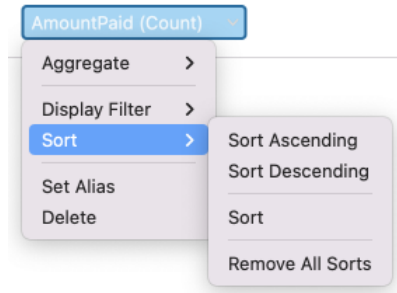 AmountPaid (Count)
Aggregate
Display Filter
Sort
Set Alias
Delete
Sort Ascending
Sort Descending
Sort
Remove All Sorts